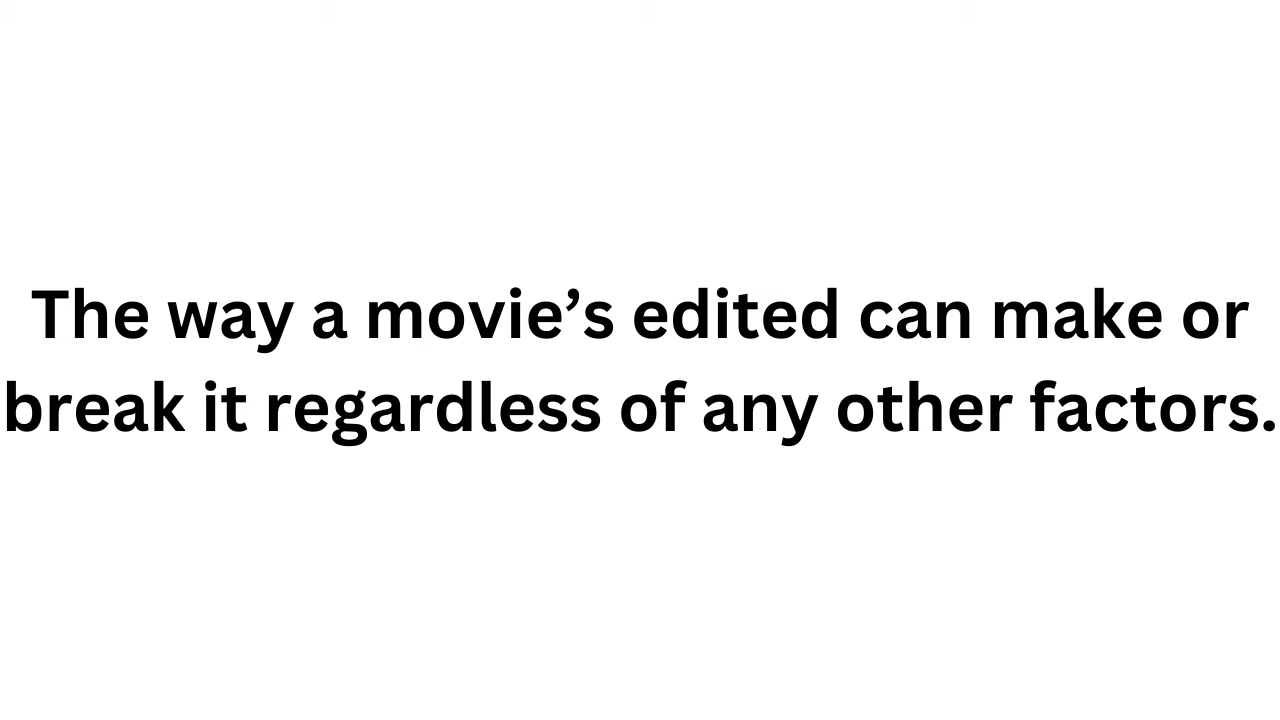 The way a movie’s edited can make or
break it regardless of any other factors.